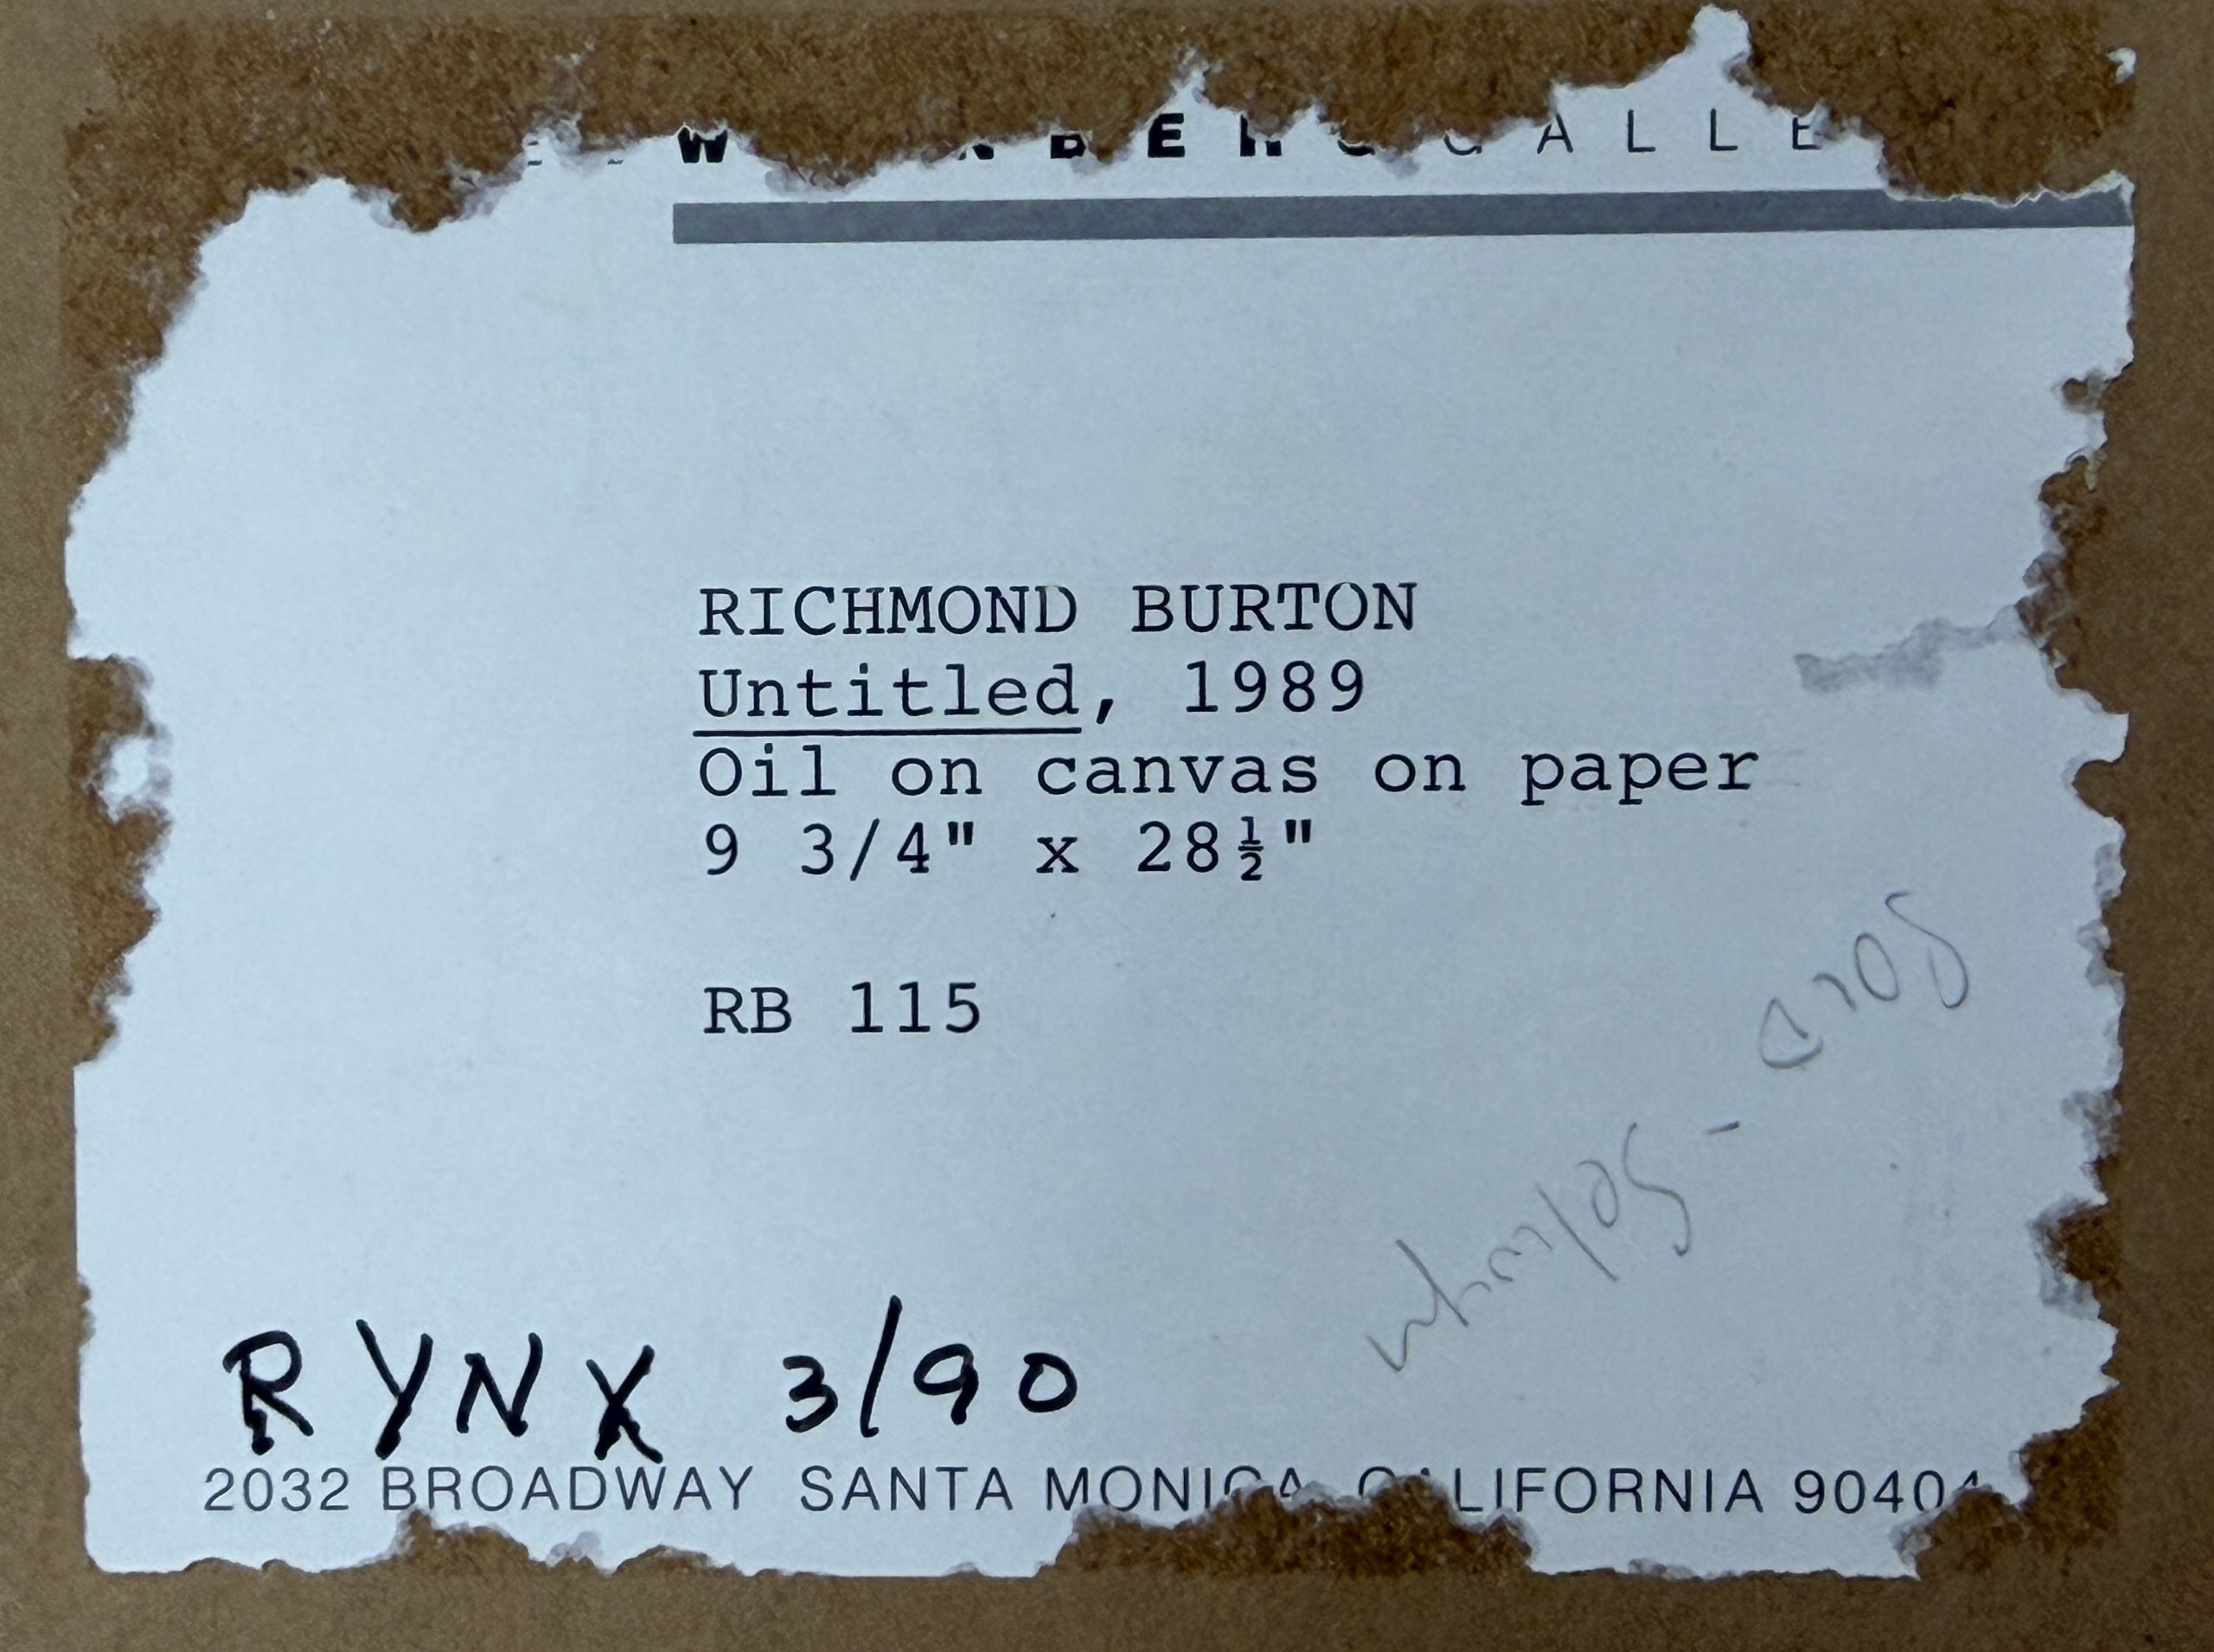 RICHMOND BURTON
Untitled, 1989
Oil on canvas on paper
9 3/4" x 28½"
RB 115
RYNX 3/90
2032 BROADWAY SANTA MONICA CALIFORNIA 90404